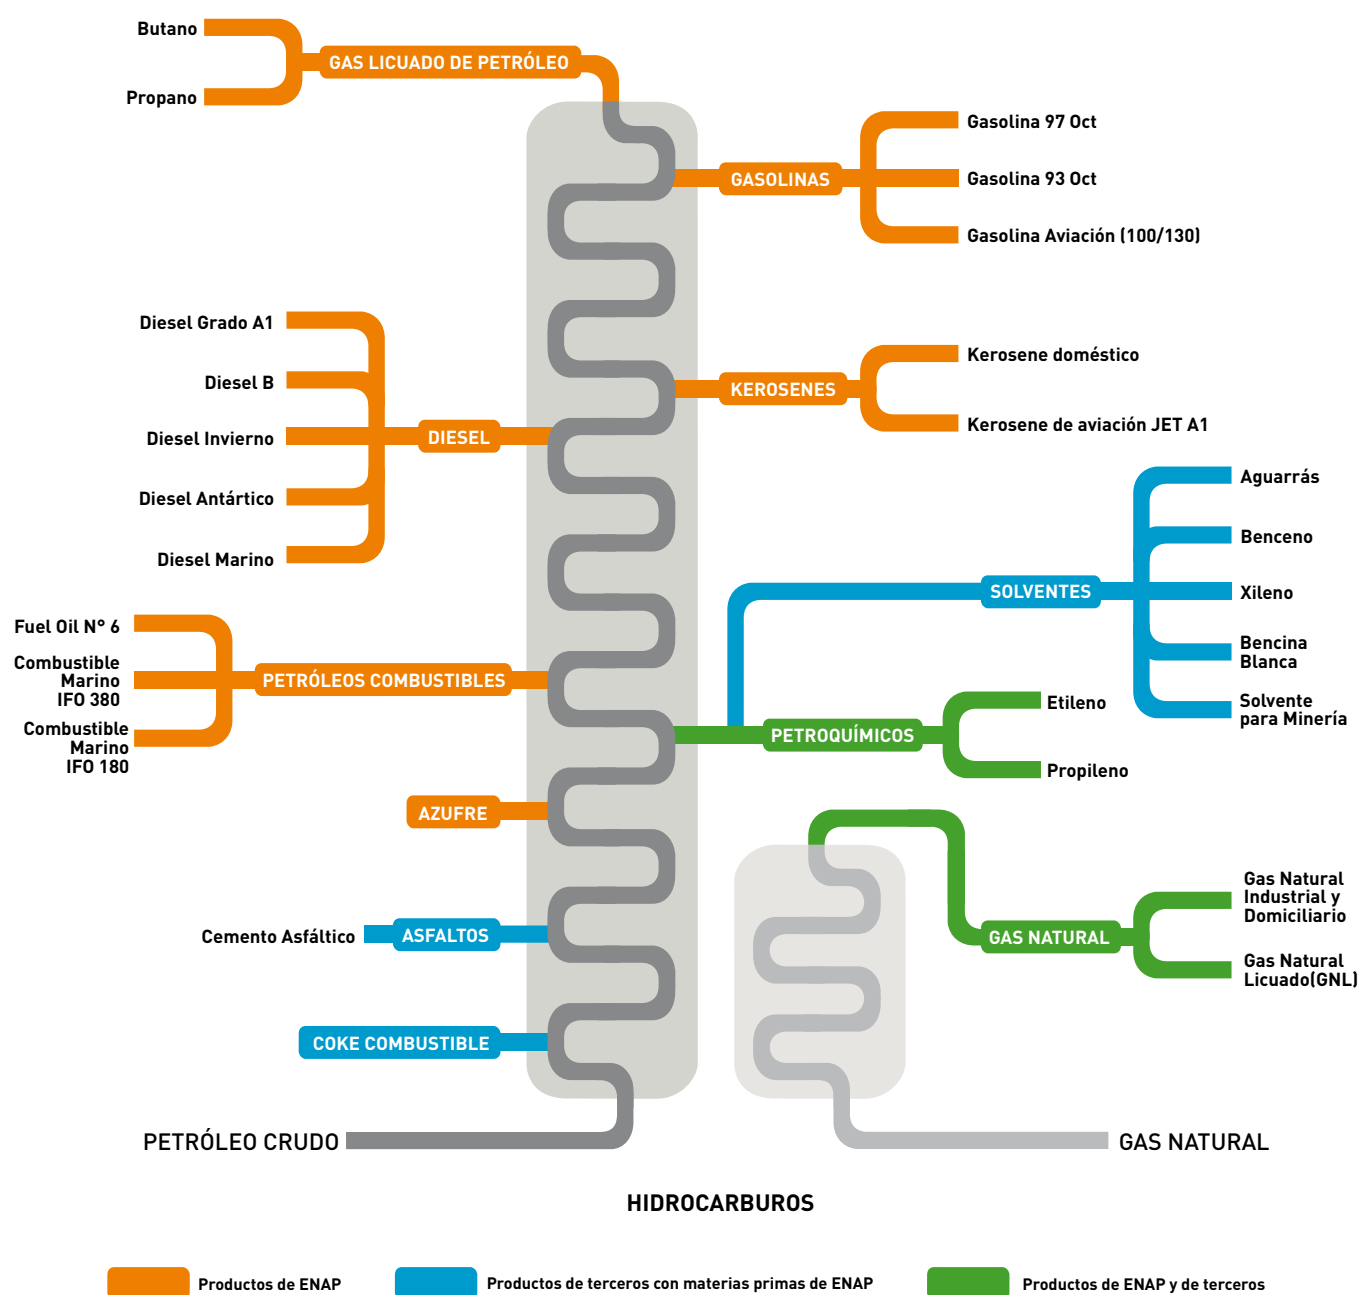 Butano
GAS LICUADO DE PETRÓLEO
Propano
Gasolina 97 Oct
GASOLINAS
Gasolina 93 Oct
Gasolina Aviación (100/130)
Diesel Grado A1
Diesel B
Diesel Invierno
DIESEL
Diesel Antártico
Diesel Marino
Kerosene doméstico
KEROSENES
Kerosene de aviación JET A1
Aguarrás
Benceno
SOLVENTES
Xileno
Bencina
Blanca
Solvente
para Minería
Fuel Oil N° 6
Combustible
Marino
IFO 380
PETRÓLEOS COMBUSTIBLES
Combustible
Marino
IFO 180
Etileno
PETROQUÍMICOS
Propileno
AZUFRE
Cemento Asfáltico
ASFALTOS
Gas Natural
Industrial y
Domiciliario
GAS NATURAL
Gas Natural
Licuado(GNL)
COKE COMBUSTIBLE
PETRÓLEO CRUDO
GAS NATURAL
HIDROCARBUROS
Productos de ENAP
Productos de terceros con materias primas de ENAP
Productos de ENAP y de terceros